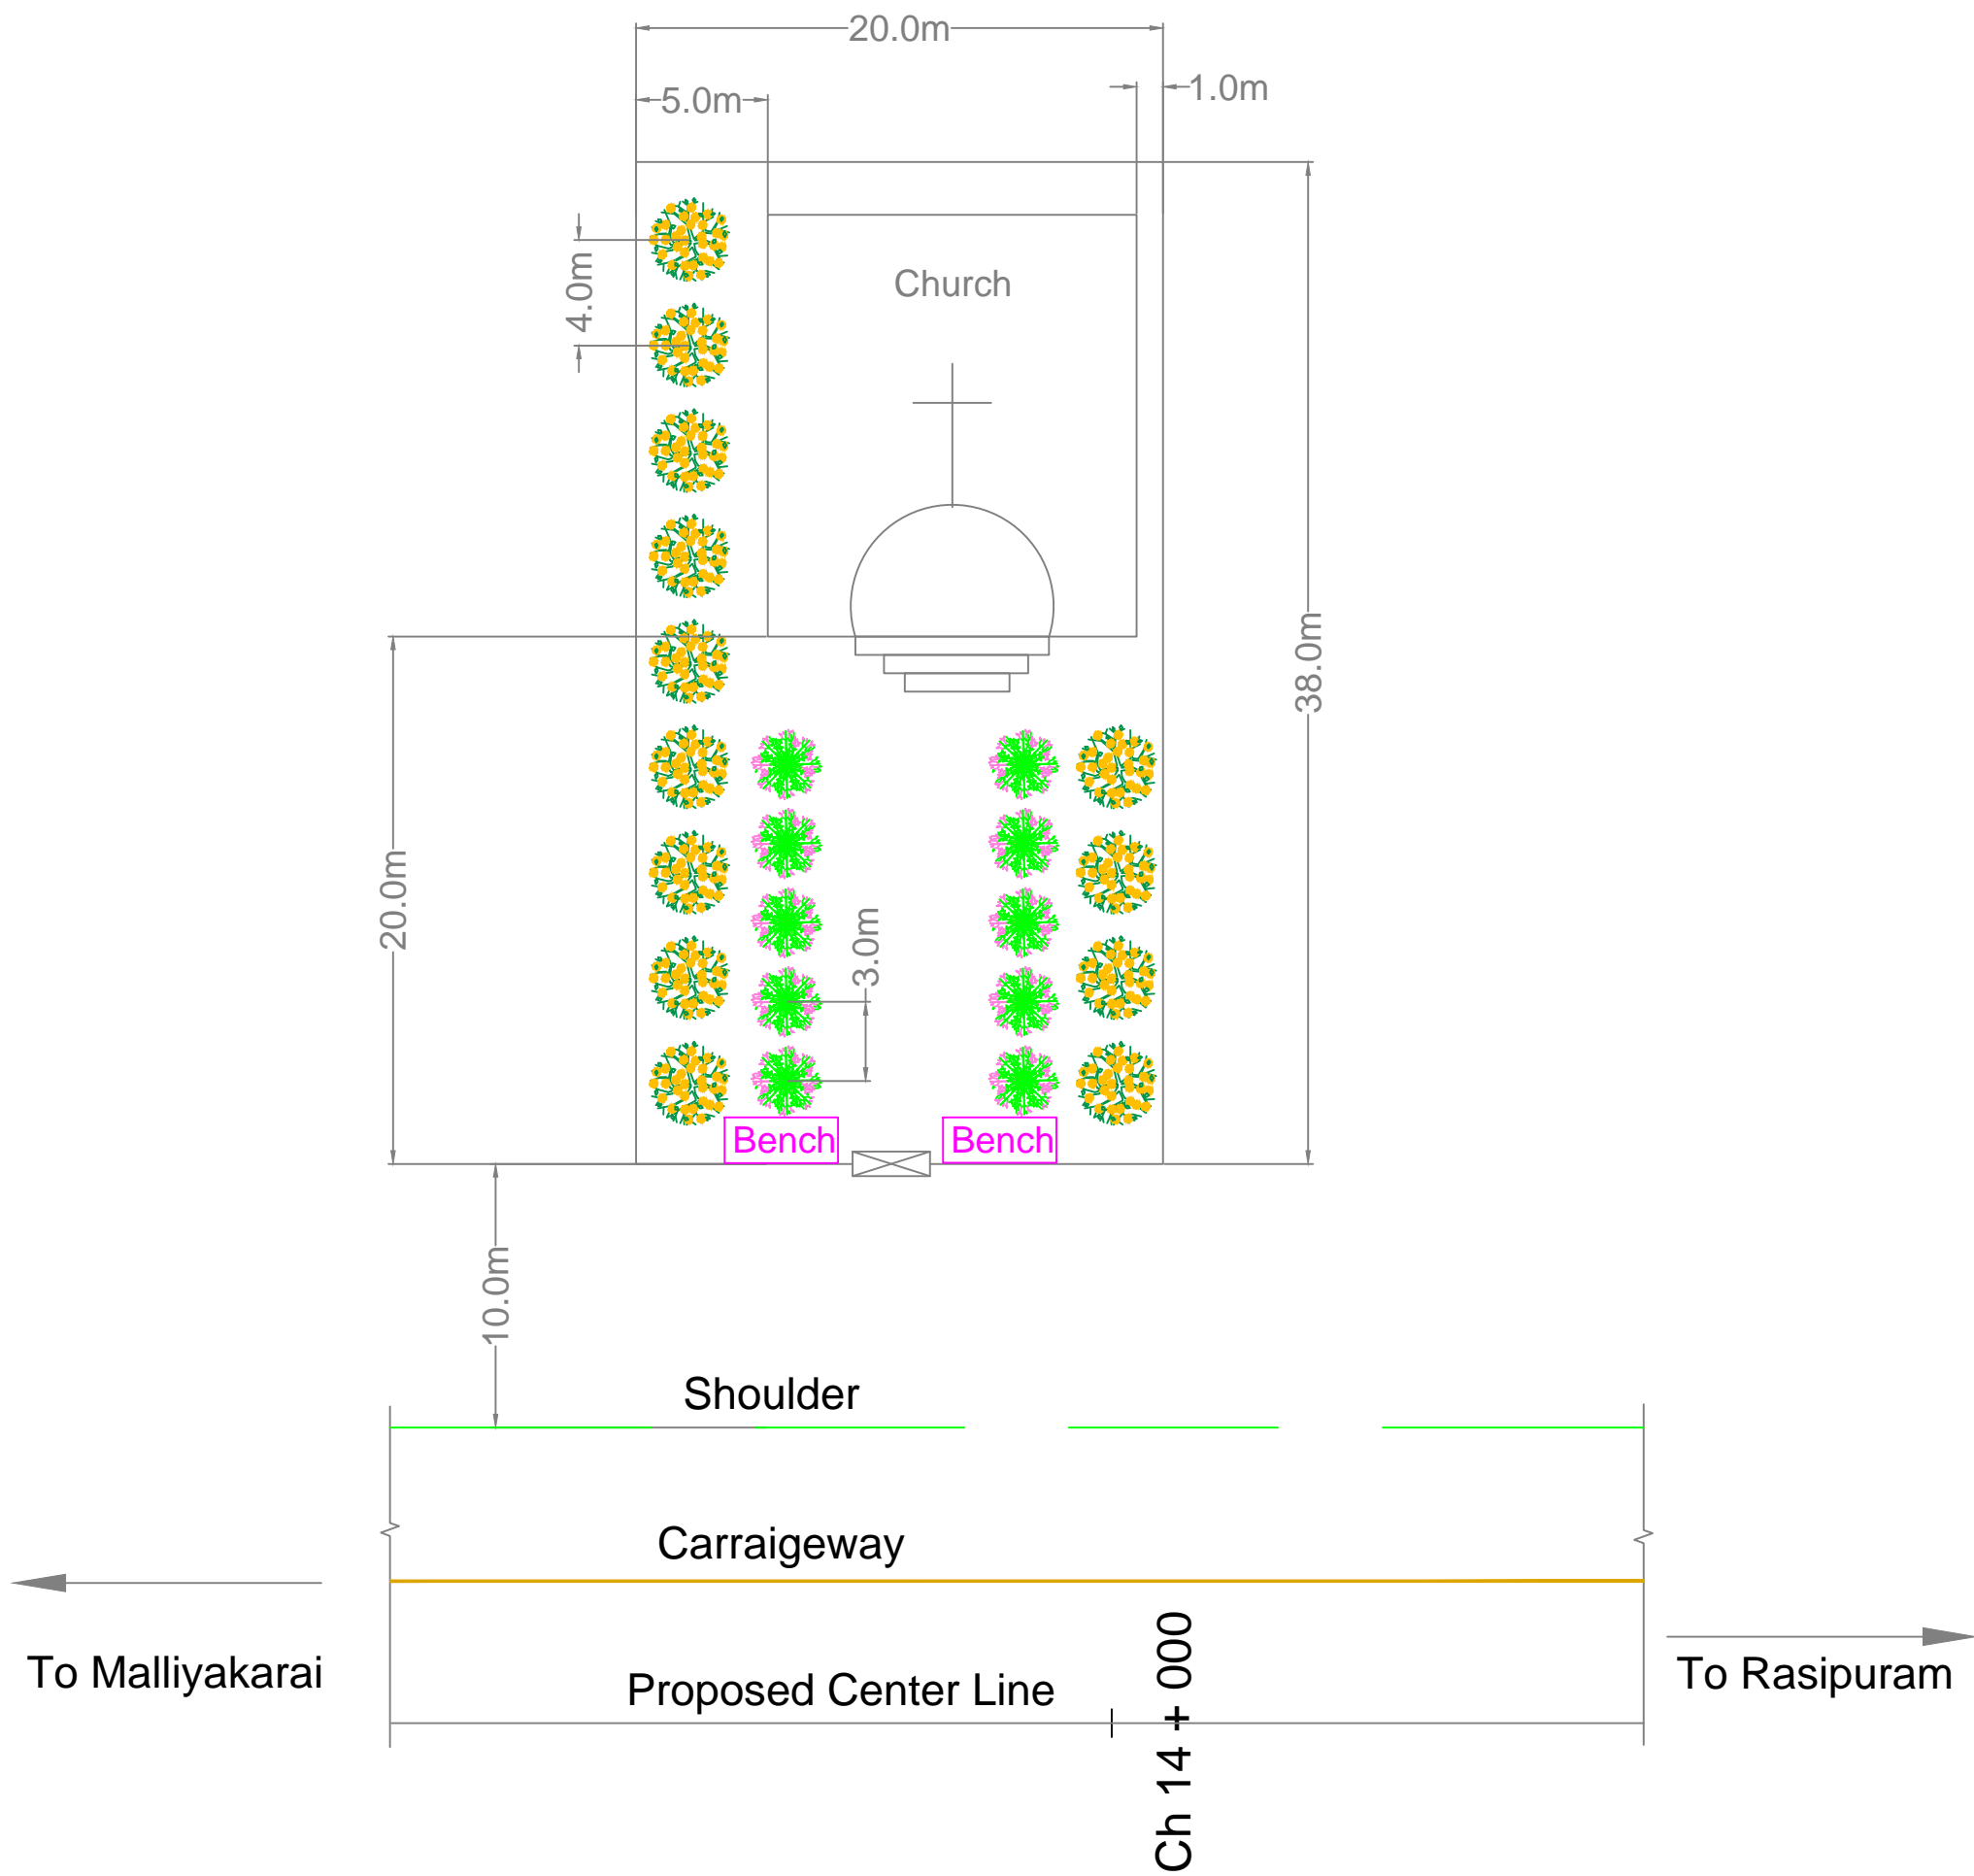 20.0m
5.0m
1.0m
4.0m
Church
38.0m
20.0m
3.0m
Bench
Bench
10.0m
Shoulder
Carraigeway
To Malliyakarai
To Rasipuram
Proposed Center Line
Ch 14 + 000